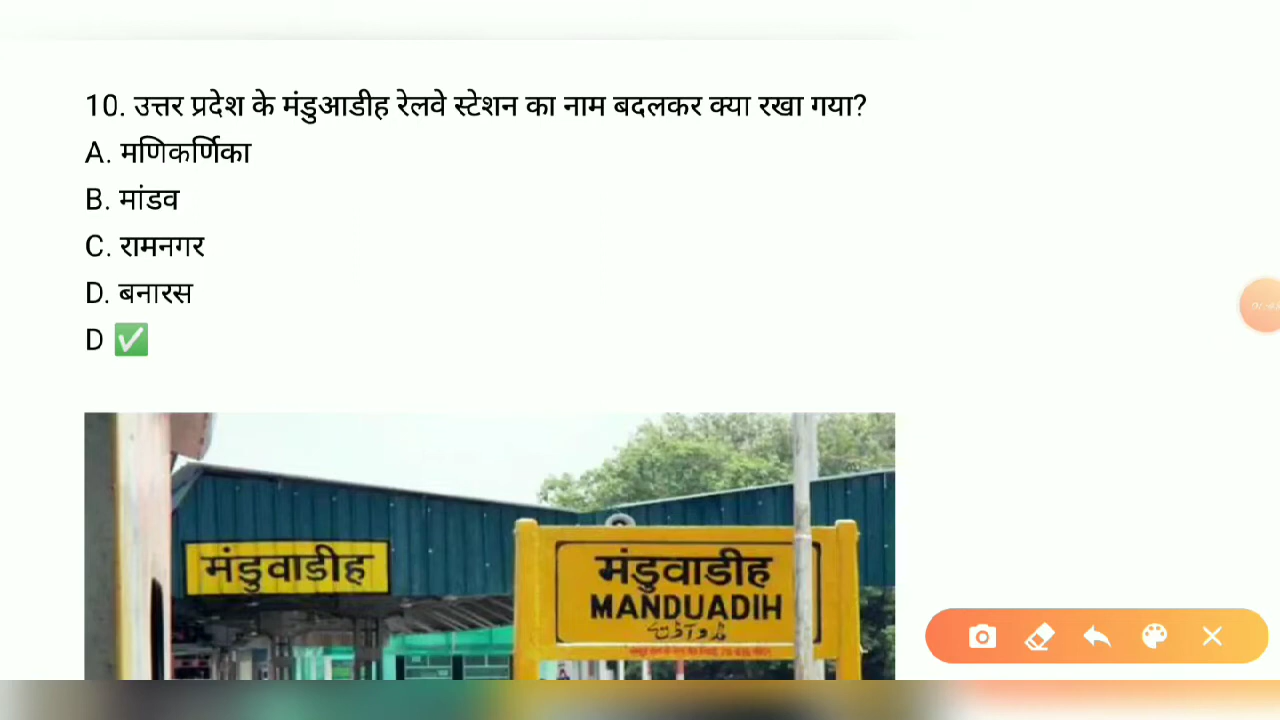 10. उत्तर प्रदेश के मंडुआडीह रेलवे स्टेशन का नाम बदलकर क्या रखा गया?
A. मणिकर्णिका
B. मांडव
C. रामनगर
D. बनारस
D ✅
मंडुवाडीह
मंडुवाडीह
MANDUADIH